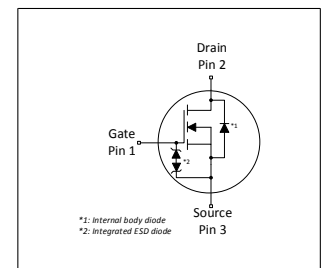 Drain
Pin 2
*1
Gate
Pin 1
*2
Source
Pin 3
*1: Internal body diode
*2: Integrated ESD diode